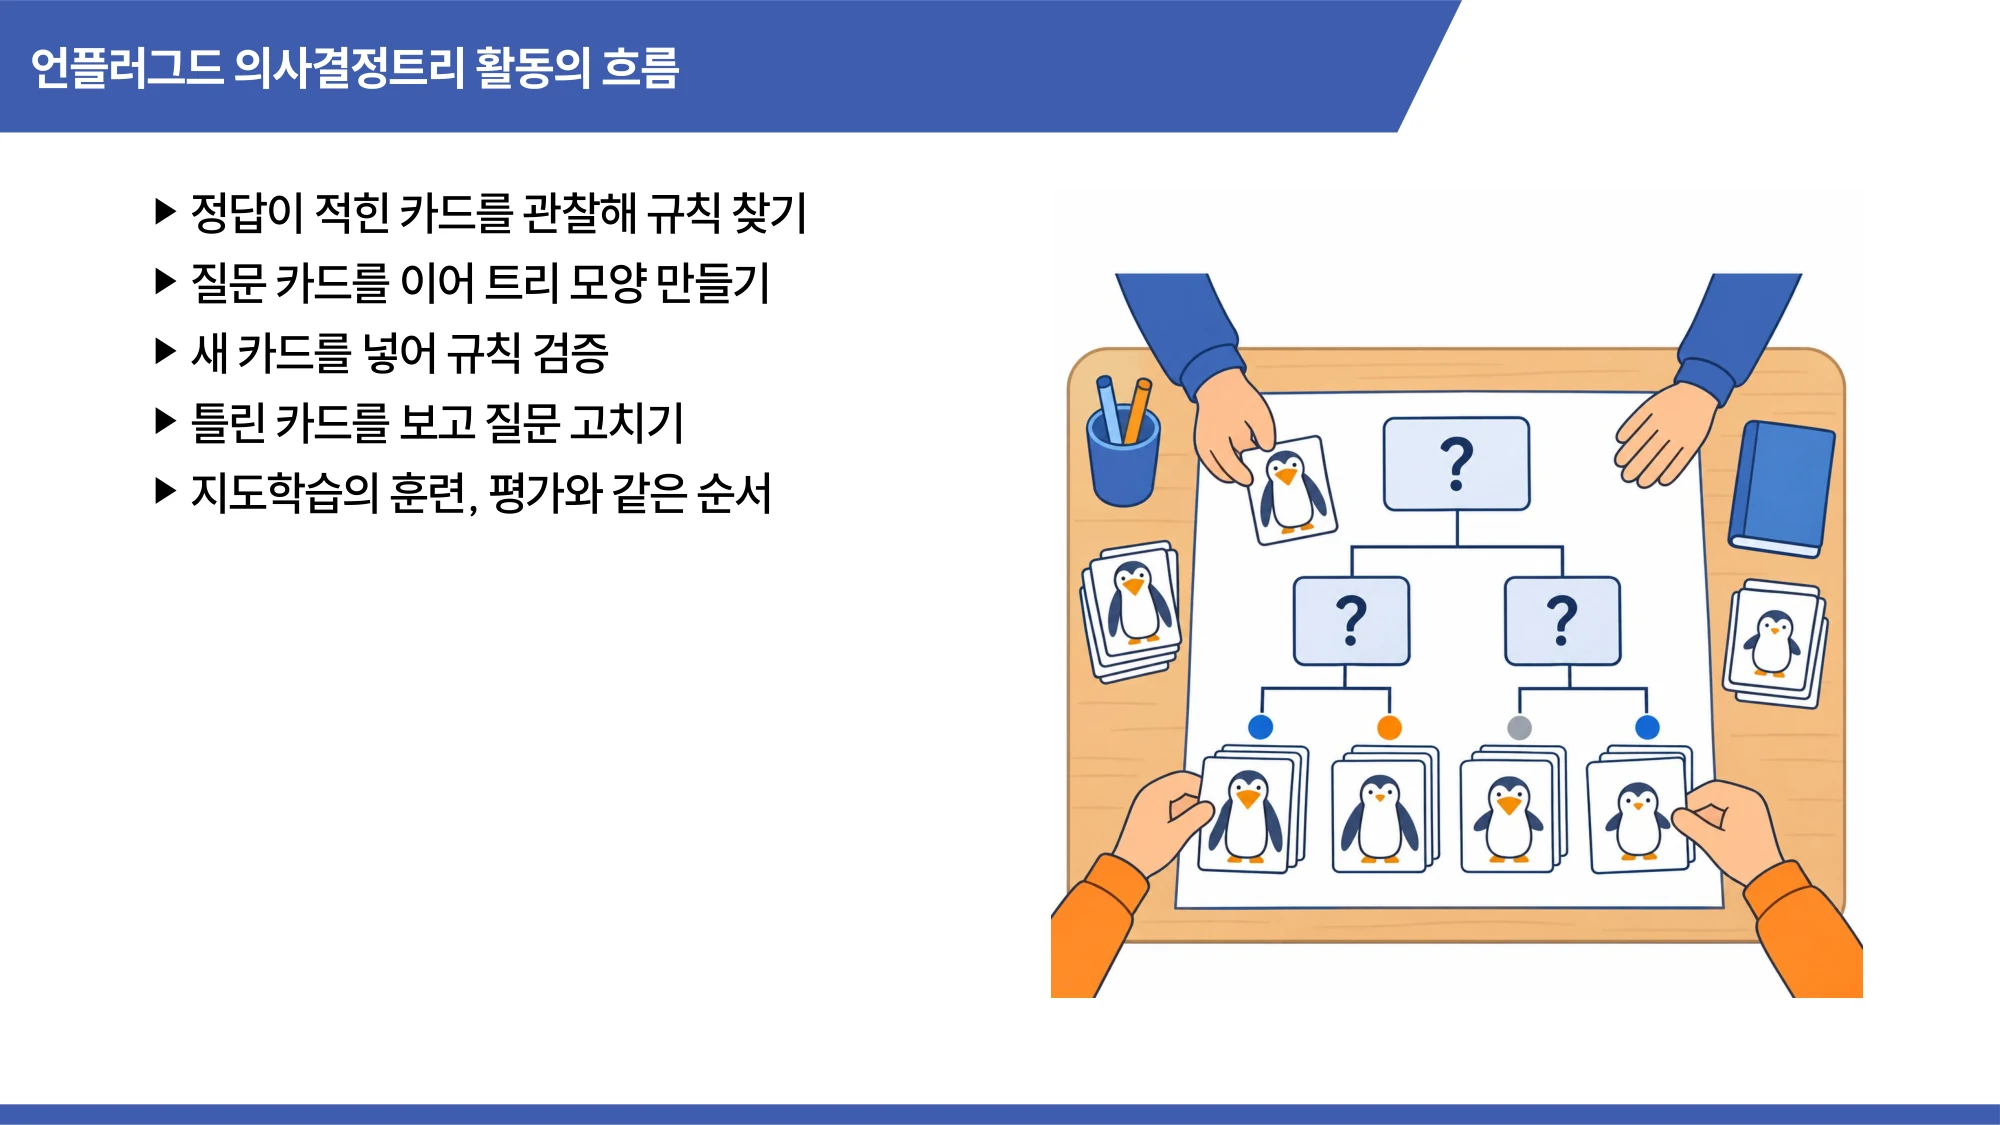 언플러그드 의사결정트리 활동의 흐름
▶ 정답이 적힌 카드를 관찰해 규칙 찾기
▶ 질문 카드를 이어 트리 모양 만들기
▶ 새 카드를 넣어 규칙 검증
▶ 틀린 카드를 보고 질문 고치기
▶ 지도학습의 훈련, 평가와 같은 순서
?
? ?